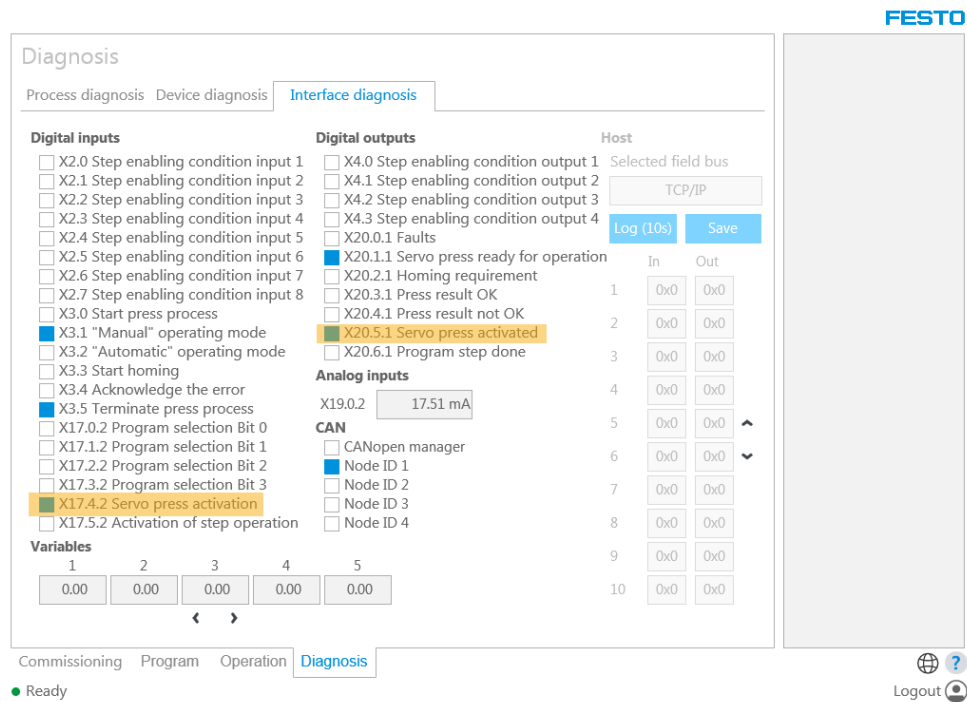 FESTO
Diagnosis
Process diagnosis Device diagnosis Interface diagnosis
Digital inputs
X2.0 Step enabling condition input 1
X2.1 Step enabling condition input 2
X2.2 Step enabling condition input 3
X2.3 Step enabling condition input 4
X2.4 Step enabling condition input 5
X2.5 Step enabling condition input 6
X2.6 Step enabling condition input 7
X2.7 Step enabling condition input 8
X3.0 Start press process
X3.1 "Manual" operating mode
X3.2 "Automatic" operating mode
X3.3 Start homing
X3.4 Acknowledge the error
X3.5 Terminate press process
X17.0.2 Program selection Bit 0
X17.1.2 Program selection Bit 1
X17.2.2 Program selection Bit 2
X17.3.2 Program selection Bit 3
X17.4.2 Servo press activation
X17.5.2 Activation of step operation
Digital outputs
X4.0 Step enabling condition output 1
X4.1 Step enabling condition output 2
X4.2 Step enabling condition output 3
X4.3 Step enabling condition output 4
X20.0.1 Faults
X20.1.1 Servo press ready for operation
X20.2.1 Homing requirement
X20.3.1 Press result OK
X20.4.1 Press result not OK
X20.5.1 Servo press activated
X20.6.1 Program step done
Analog inputs
X19.0.2 17.51 mA
CAN
CANopen manager
Node ID 1
Node ID 2
Node ID 3
Node ID 4
Host
Selected field bus
TCP/IP
Log (10s) Save
In Out
1 0x0 0x0
2 0x0 0x0
3 0x0 0x0
4 0x0 0x0
5 0x0 0x0
6 0x0 0x0
7 0x0 0x0
8 0x0 0x0
9 0x0 0x0
10 0x0 0x0
Variables
1 2 3 4 5
0.00 0.00 0.00 0.00 0.00
Commissioning Program Operation Diagnosis
?
Ready
Logout